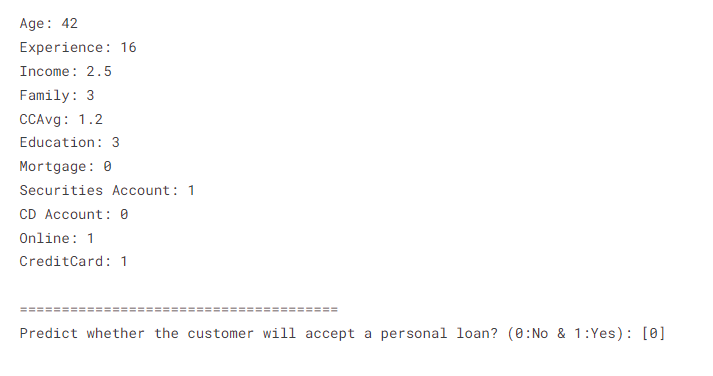 Age: 42
Experience: 16
Income: 2.5
Family: 3
CCAvg: 1.2
Education: 3
Mortgage: 0
Securities Account: 1
CD Account: 0
Online: 1
CreditCard: 1
======================================
Predict whether the customer will accept a personal loan? (0:No & 1:Yes): [0]